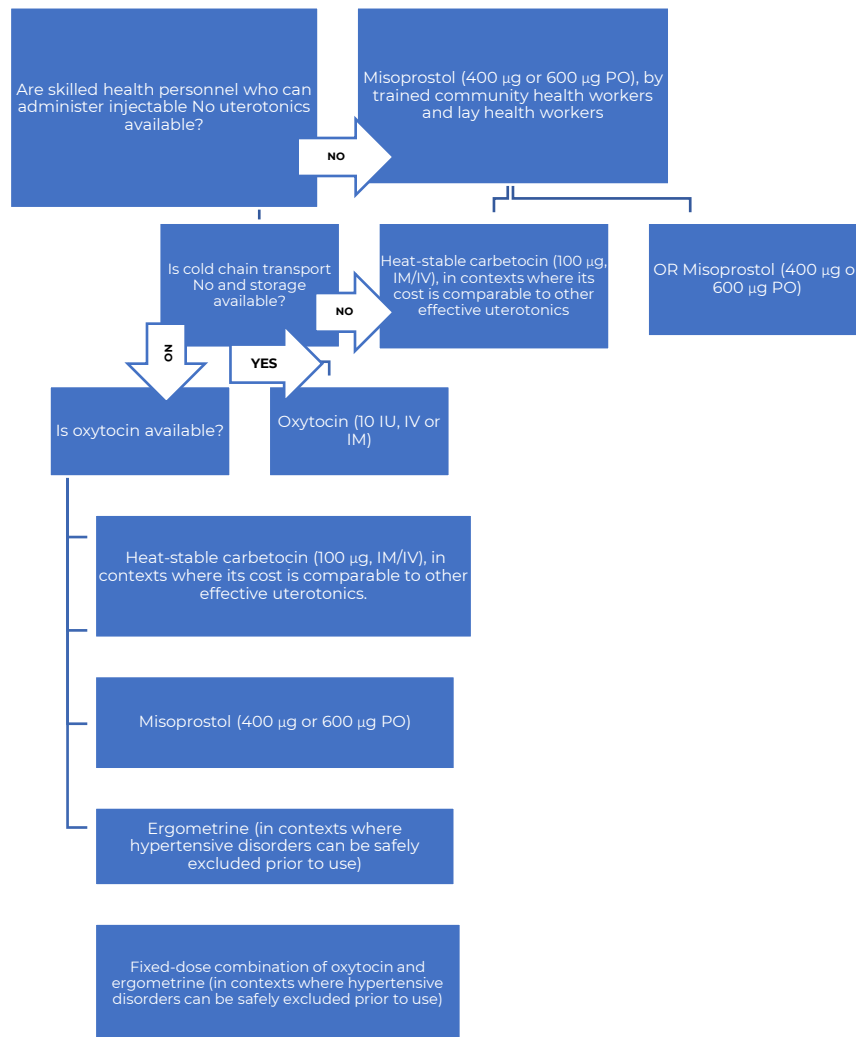 Are skilled health personnel who can
administer injectable No uterotonics
available?
NO
Misoprostol (400 μg or 600 μg PO), by
trained community health workers
and lay health workers
Is cold chain transport
No and storage
available?
NO
Heat-stable carbetocin (100 μg,
IM/IV), in contexts where its
cost is comparable to other
effective uterotonics
OR Misoprostol (400 μg o
600 μg PO)
NO
YES
Is oxytocin available?
Oxytocin (10 IU, IV or
IM)
Heat-stable carbetocin (100 μg, IM/IV), in
contexts where its cost is comparable to other
effective uterotonics.
Misoprostol (400 μg or 600 μg PO)
Ergometrine (in contexts where
hypertensive disorders can be safely
excluded prior to use)
Fixed-dose combination of oxytocin and
ergometrine (in contexts where hypertensive
disorders can be safely excluded prior to use)